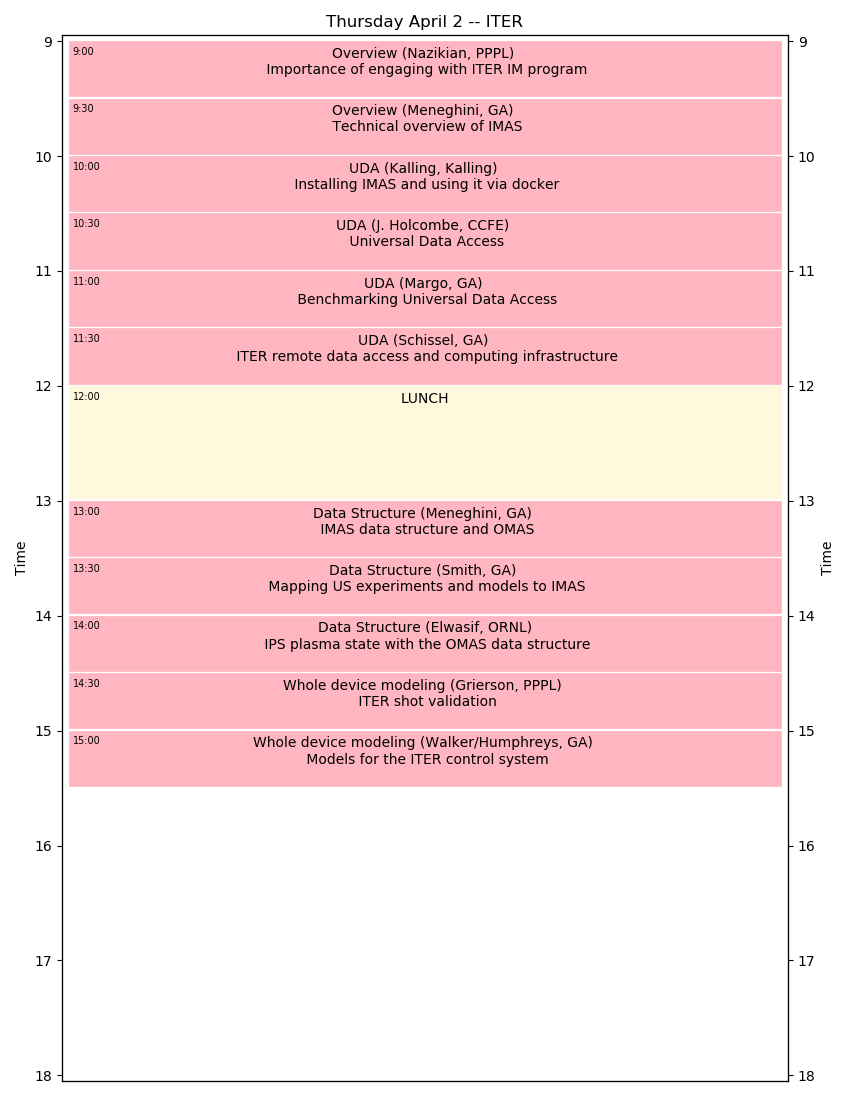 Thursday April 2 -- ITER
9
9
9:00
Overview (Nazikian, PPPL)
Importance of engaging with ITER IM program
9:30
Overview (Meneghini, GA)
Technical overview of IMAS
10
10
10:00
UDA (Kalling, Kalling)
Installing IMAS and using it via docker
10:30
UDA (J. Holcombe, CCFE)
Universal Data Access
11
11
11:00
UDA (Margo, GA)
Benchmarking Universal Data Access
11:30
UDA (Schissel, GA)
ITER remote data access and computing infrastructure
12
12
12:00
LUNCH
13
13
13:00
Data Structure (Meneghini, GA)
IMAS data structure and OMAS
Time
Time
13:30
Data Structure (Smith, GA)
Mapping US experiments and models to IMAS
14
14
14:00
Data Structure (Elwasif, ORNL)
IPS plasma state with the OMAS data structure
14:30
Whole device modeling (Grierson, PPPL)
ITER shot validation
15
15
15:00
Whole device modeling (Walker/Humphreys, GA)
Models for the ITER control system
16
16
17
17
18
18